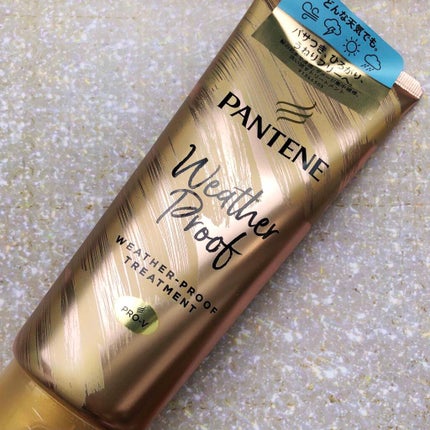 どんな天気でも、
パサつき、ひろがり、
PANTENE
Weather
Proof
WEATHER-PROOF
TREATMENT
PRO-V